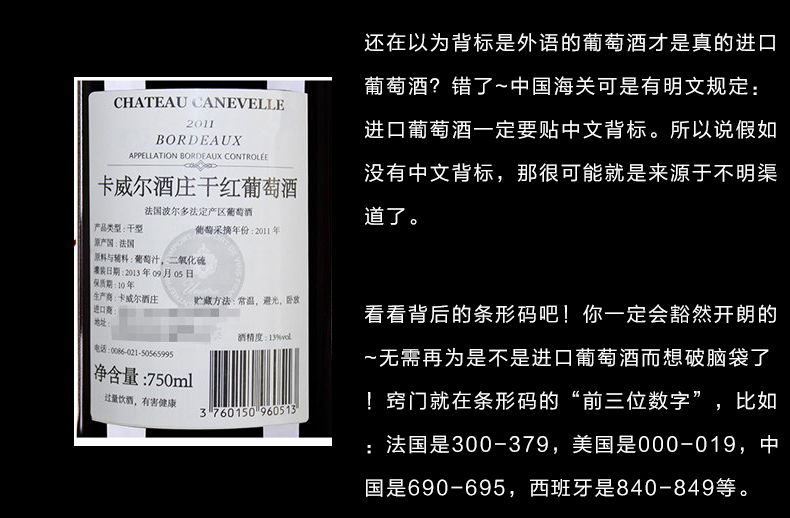 CHATEAU CANEVELLE
2011
BORDEAUX
APPELLATION BORDEAUX CONTROLÉE
卡威尔酒庄干红葡萄酒
法国波尔多法定产区葡萄酒
产品类型：干型 葡萄采摘年份：2011 年
原产国：法国
原料与辅料：葡萄汁，二氧化硫
灌装日期：2013 年 09 月 05 日
保质期：10 年
生产商：卡威尔酒庄 贮藏方法：常温，避光，卧放
进口商：
地址：
酒精度：13%vol.
电话：0086-021-50565995
净含量：750ml
过量饮酒，有害健康
3 760150 960513
还在以为背标是外语的葡萄酒才是真的进口
葡萄酒？错了~中国海关可是有明文规定：
进口葡萄酒一定要贴中文背标。所以说假如
没有中文背标，那很可能就是来源于不明渠
道了。
看看背后的条形码吧！你一定会豁然开朗的
~无需再为是不是进口葡萄酒而想破脑袋了
！窍门就在条形码的“前三位数字”，比如
：法国是300-379，美国是000-019，中
国是690-695，西班牙是840-849等。